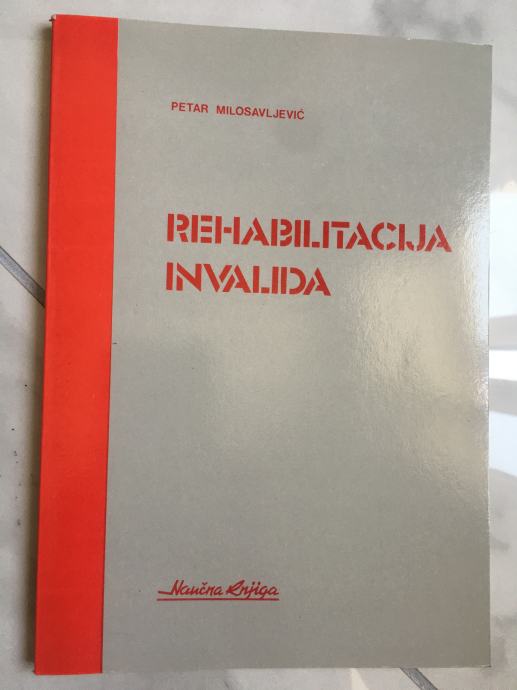 PETAR MILOSAVLJEVIĆ
REHABILITACIJA
INVALIDA
Naučna Knjiga